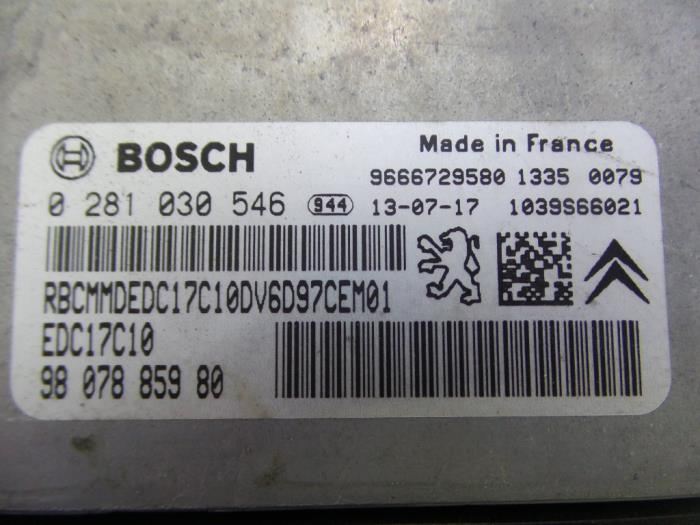 BOSCH Made in France
9666729580 1335 0079
0 281 030 546 944 13-07-17 1039S66021
RBCMMDEDC17C10DV6D97CEM01
EDC17C10
98 078 859 80